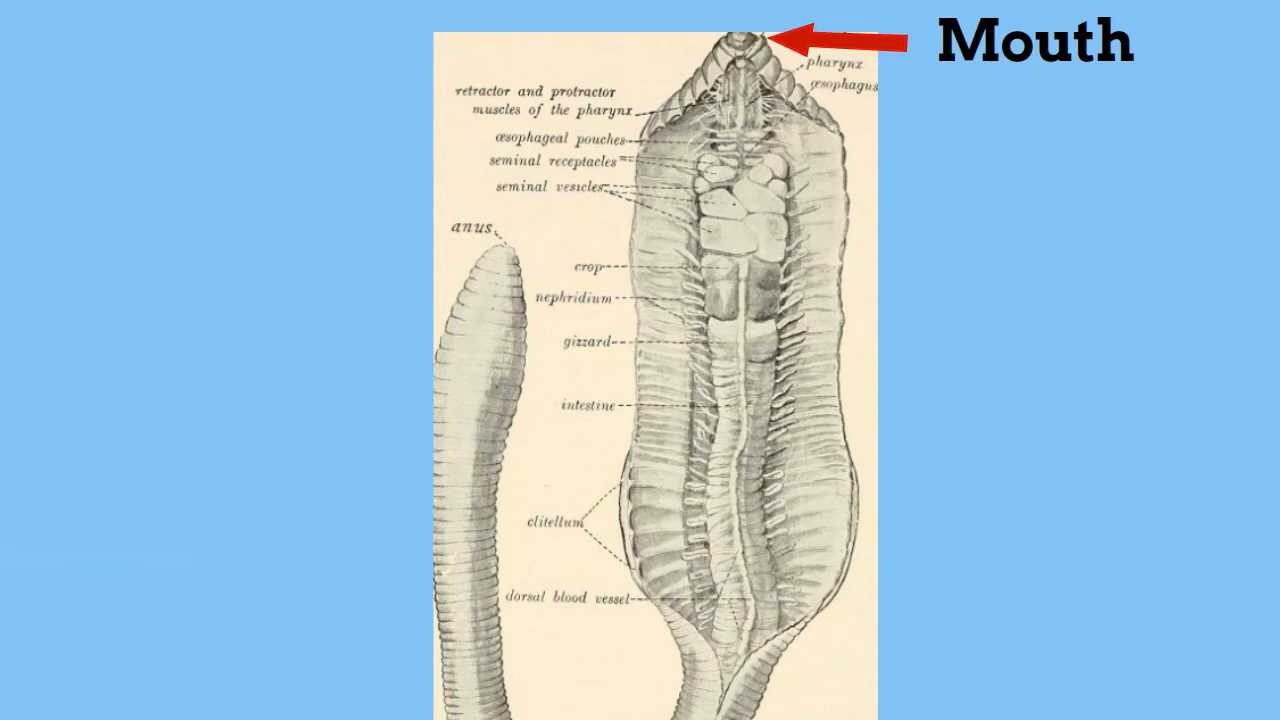 Mouth
pharynx
œsophagus
retractor and protractor
muscles of the pharynx
œsophageal pouches
seminal receptacles
seminal vesicles
anus
crop
nephridium
gizzard
intestine
clitellum
dorsal blood vessel